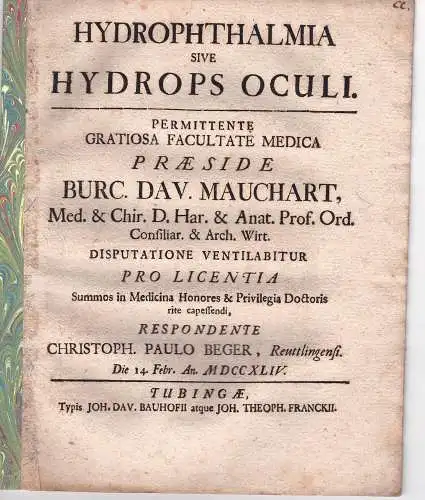 cc.
HYDROPHTHALMIA
SIVE
HYDROPS OCULI.
PERMITTENTE
GRATIOSA FACULTATE MEDICA
PRÆSIDE
BURC. DAV. MAUCHART,
Med. & Chir. D. Har. & Anat. Prof. Ord.
Consiliar. & Arch. Wirt.
DISPUTATIONE VENTILABITUR
PRO LICENTIA
Summos in Medicina Honores & Privilegia Doctoris
rite capessendi,
RESPONDENTE
CHRISTOPH. PAULO BEGER, Reuttlingensi.
Die 14. Febr. An. MDCCXLIV.
TUBINGÆ,
Typis JOH. DAV. BAUHOFII atque JOH. THEOPH. FRANCKII.